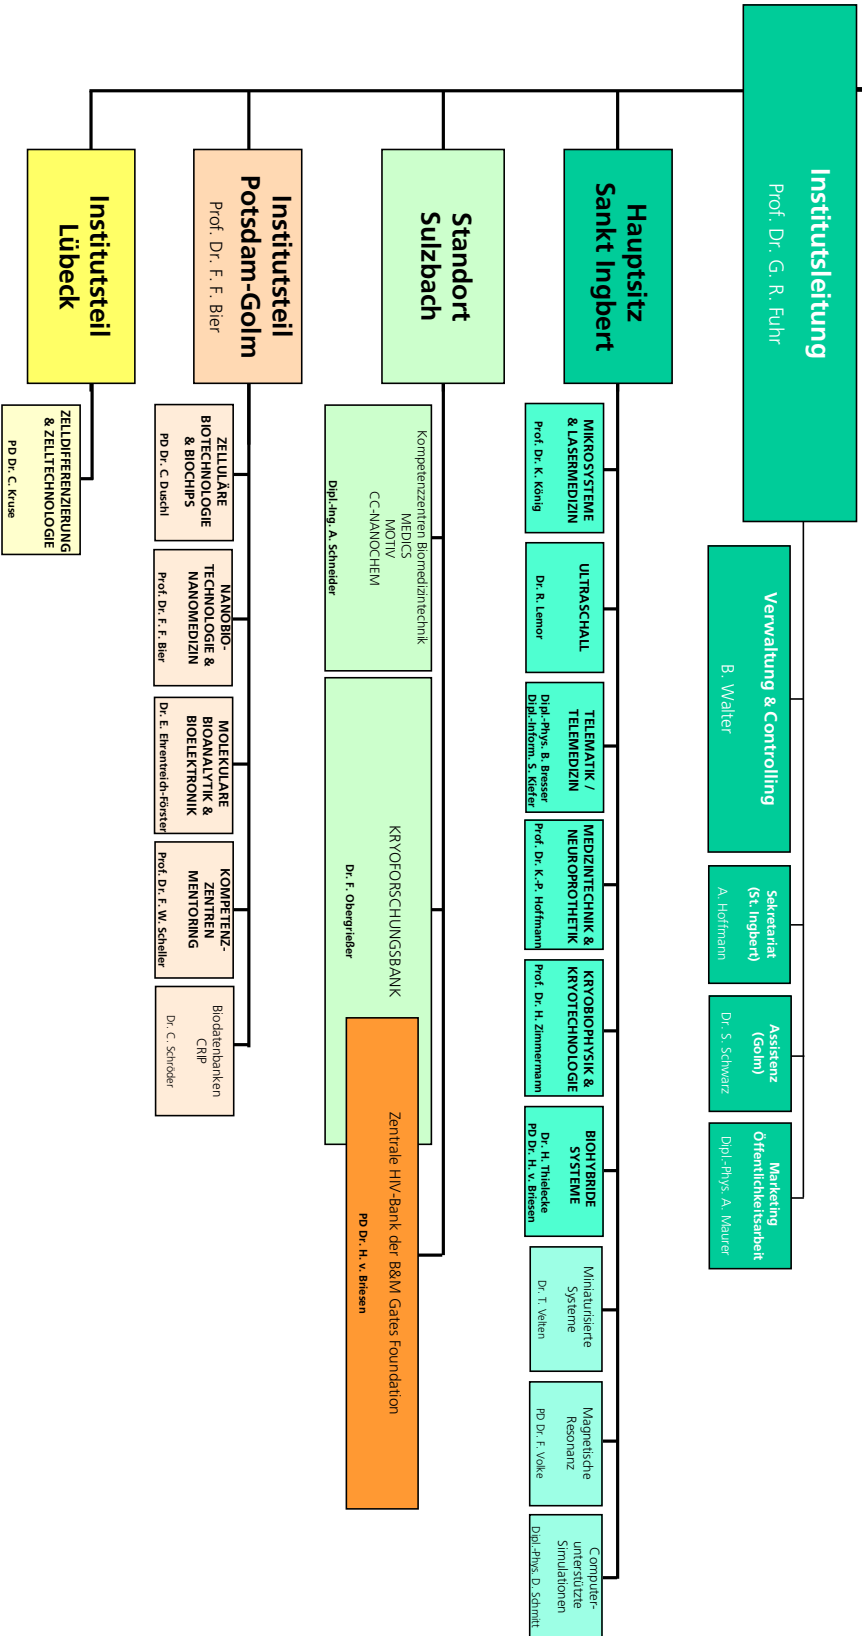 Institutsleitung
Prof. Dr. G. R. Fuhr
Verwaltung & Controlling
B. Walter
Sekretariat
(St. Ingbert)
A. Hoffmann
Assistenz
(Golm)
Dr. S. Schwarz
Marketing
Öffentlichkeitsarbeit
Dipl.-Phys. A. Maurer
Hauptsitz
Sankt Ingbert
MIKROSYSTEME
& LASERMEDIZIN
Prof. Dr. K. König
ULTRASCHALL
Dr. R. Lemor
TELEMATIK /
TELEMEDIZIN
Dipl.-Phys. B. Bresser
Dipl.-Inform. S. Kiefer
MEDIZINTECHNIK &
NEUROPROTHETIK
Prof. Dr. K.-P. Hoffmann
KRYOBIOPHYSIK &
KRYOTECHNOLOGIE
Prof. Dr. H. Zimmermann
BIOHYBRIDE
SYSTEME
Dr. H. Thielecke
PD Dr. H. v. Briesen
Miniaturisierte
Systeme
Dr. T. Velten
Magnetische
Resonanz
PD Dr. F. Volke
Computer-
unterstützte
Simulationen
Dipl.-Phys. D. Schmitt
Standort
Sulzbach
Kompetenzzentren Biomedizintechnik
MEDICS
MOTIV
CC-NANOCHEM
Dipl.-Ing. A. Schneider
KRYOFORSCHUNGSBANK
Dr. F. Obergrießer
Zentrale HIV-Bank der B&M Gates Foundation
PD Dr. H. v. Briesen
Institutsteil
Potsdam-Golm
Prof. Dr. F. F. Bier
ZELLULÄRE
BIOTECHNOLOGIE
& BIOCHIPS
PD Dr. C. Duschl
NANOBIO-
TECHNOLOGIE &
NANOMEDIZIN
Prof. Dr. F. F. Bier
MOLEKULARE
BIOANALYTIK &
BIOELEKTRONIK
Dr. E. Ehrentreich-Förster
KOMPETENZ-
ZENTREN
MENTORING
Prof. Dr. F. W. Scheller
Biodatenbanken
CRIP
Dr. C. Schröder
Institutsteil
Lübeck
ZELLDIFFERENZIERUNG
& ZELLTECHNOLOGIE
PD Dr. C. Kruse